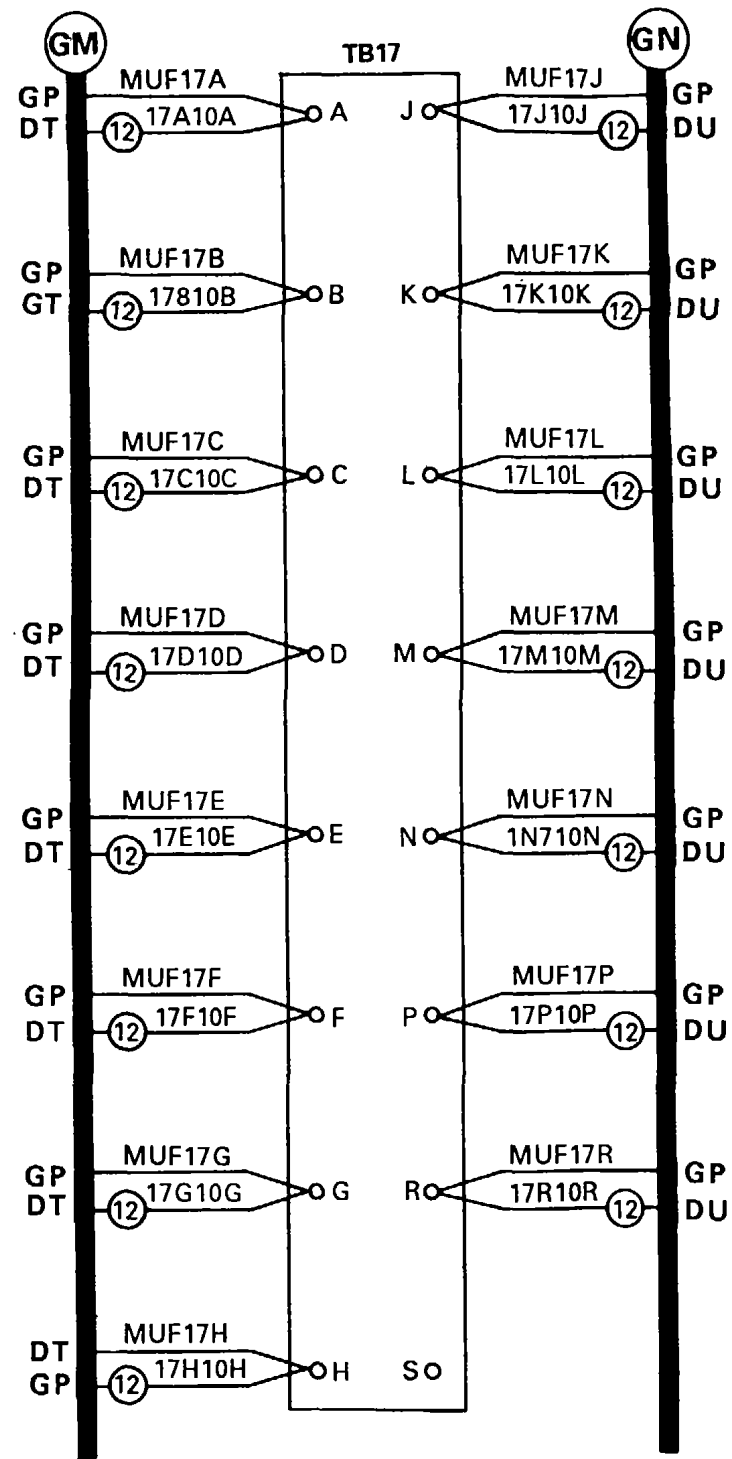 GM
TB17
GN
GP MUF17A MUF17J GP
DT 12 17A10A A J 17J10J 12 DU
GP MUF17B MUF17K GP
GT 12 17810B B K 17K10K 12 DU
GP MUF17C MUF17L GP
DT 12 17C10C C L 17L10L 12 DU
GP MUF17D MUF17M GP
DT 12 17D10D D M 17M10M 12 DU
GP MUF17E MUF17N GP
DT 12 17E10E E N 1N710N 12 DU
GP MUF17F MUF17P GP
DT 12 17F10F F P 17P10P 12 DU
GP MUF17G MUF17R GP
DT 12 17G10G G R 17R10R 12 DU
DT MUF17H
GP 12 17H10H H S